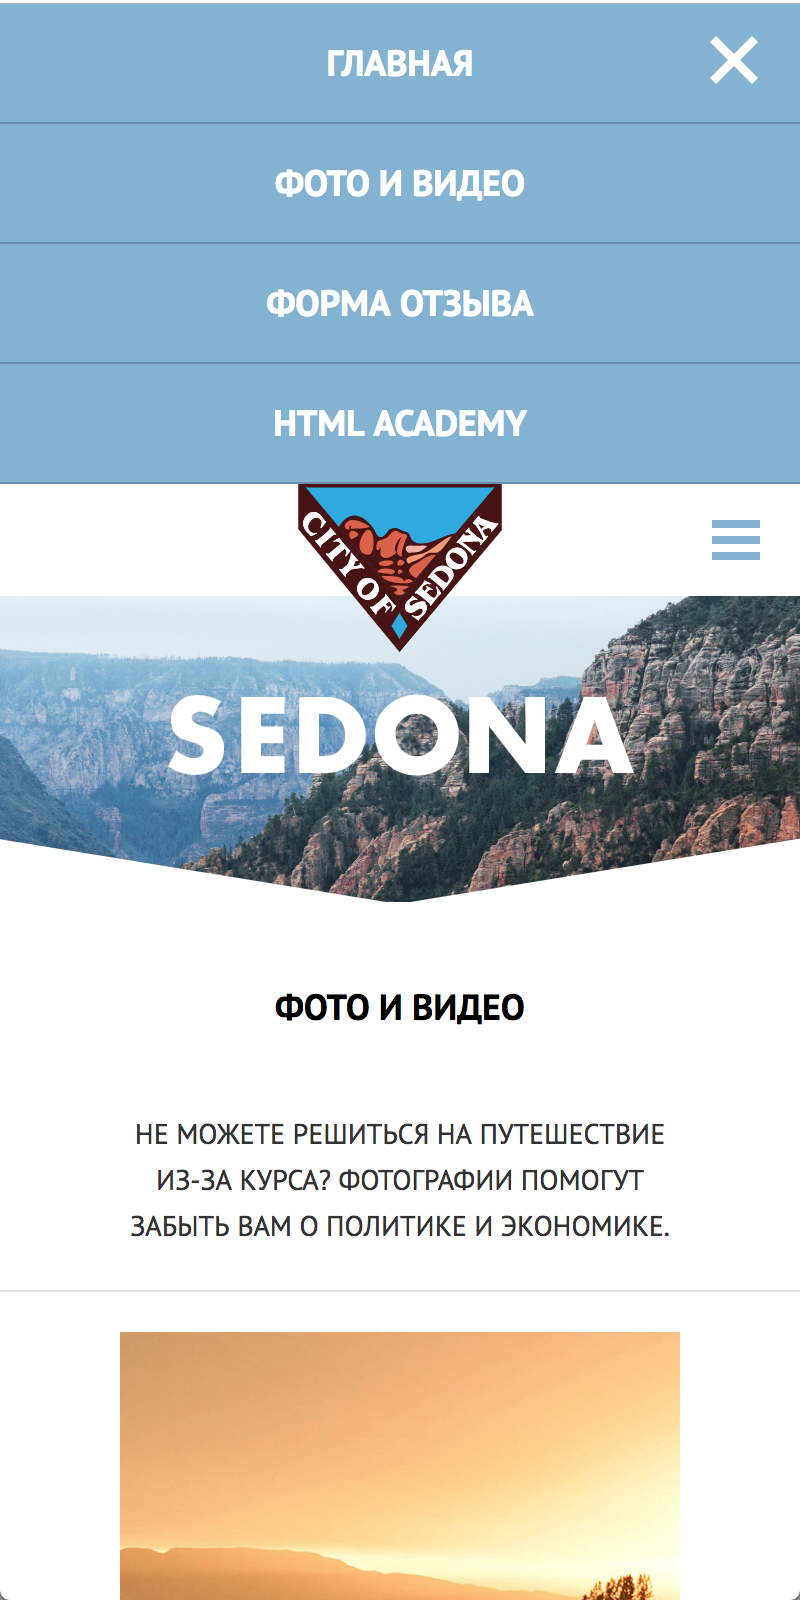 ГЛАВНАЯ
ФОТО И ВИДЕО
ФОРМА ОТЗЫВА
HTML ACADEMY
CITY OF SEDONA
SEDONA
ФОТО И ВИДЕО
НЕ МОЖЕТЕ РЕШИТЬСЯ НА ПУТЕШЕСТВИЕ
ИЗ-ЗА КУРСА? ФОТОГРАФИИ ПОМОГУТ
ЗАБЫТЬ ВАМ О ПОЛИТИКЕ И ЭКОНОМИКЕ.